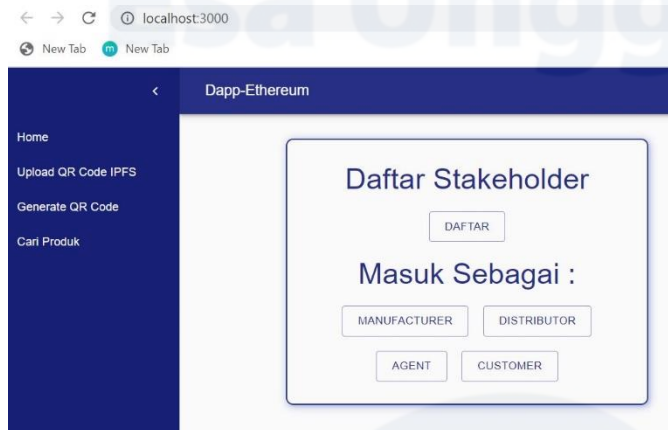 localhost:3000
New Tab
m New Tab
Dapp-Ethereum
Home
Upload QR Code IPFS
Generate QR Code
Cari Produk
Daftar Stakeholder
DAFTAR
Masuk Sebagai :
MANUFACTURER DISTRIBUTOR
AGENT CUSTOMER